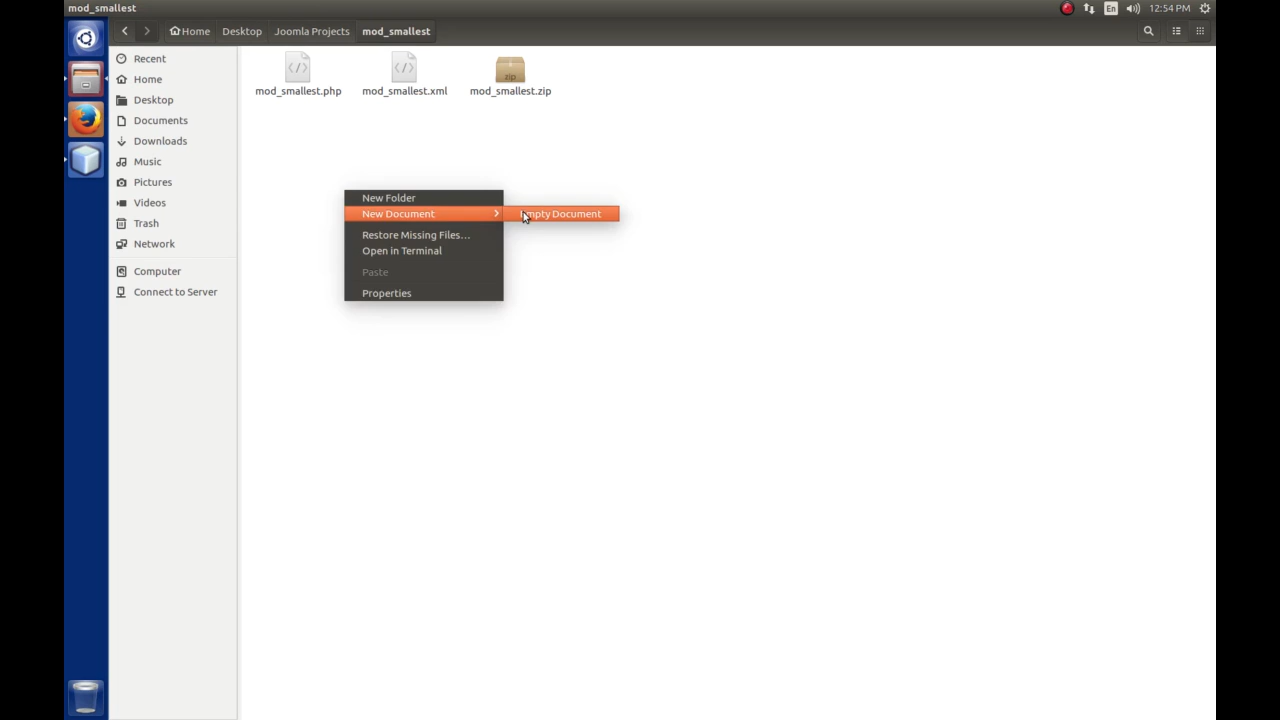 mod_smallest
En
12:54 PM
Home
Desktop
Joomla Projects
mod_smallest
Recent
Home
Desktop
Documents
Downloads
Music
Pictures
Videos
Trash
Network
Computer
Connect to Server
mod_smallest.php
mod_smallest.xml
zip
mod_smallest.zip
New Folder
New Document
Empty Document
Restore Missing Files...
Open in Terminal
Paste
Properties